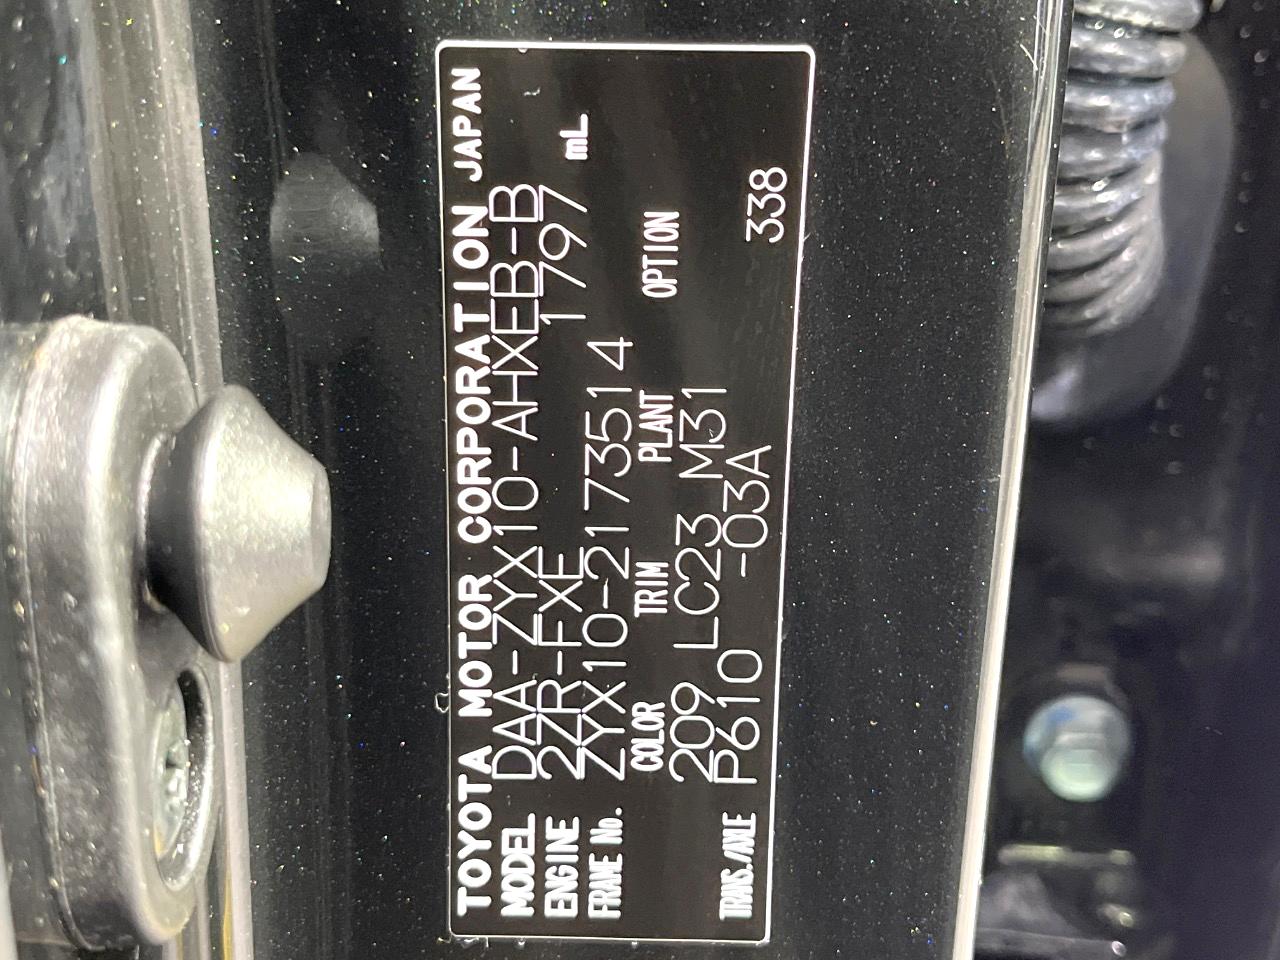 TOYOTA MOTOR CORPORATION JAPAN
MODEL DAA-ZYX10-AHXEB-B
ENGINE 2ZR-FXE 1797 mL
FRAME No. ZYX10-2173514
COLOR TRIM PLANT OPTION
209 LC23 M31
TRANS./AXLE P610 -03A 338